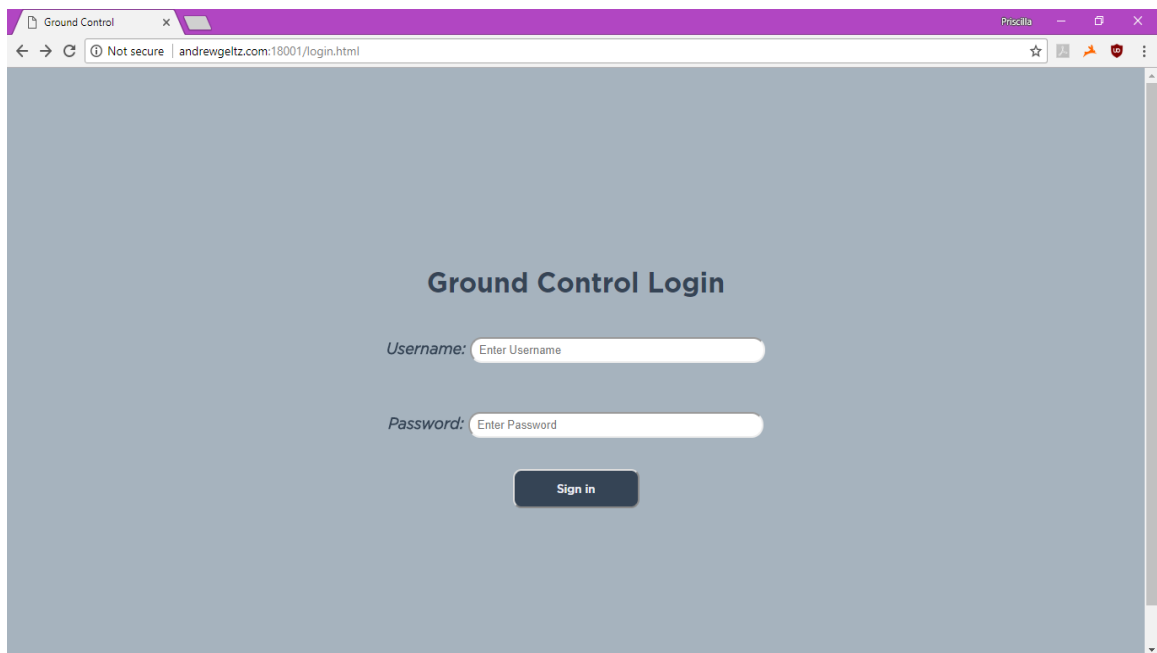 Ground Control
Priscilla
Not secure | andrewgeltz.com:18001/login.html
Ground Control Login
Username: Enter Username
Password: Enter Password
Sign in